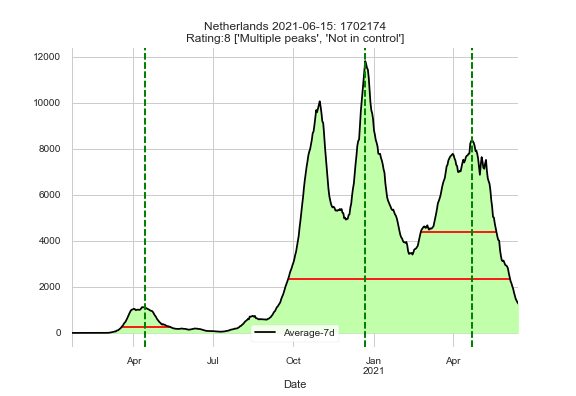 Netherlands 2021-06-15: 1702174
Rating:8 ['Multiple peaks', 'Not in control']
12000
10000
8000
6000
4000
2000
0
Average-7d
Apr
Jul
Oct
Jan
2021
Apr
Date